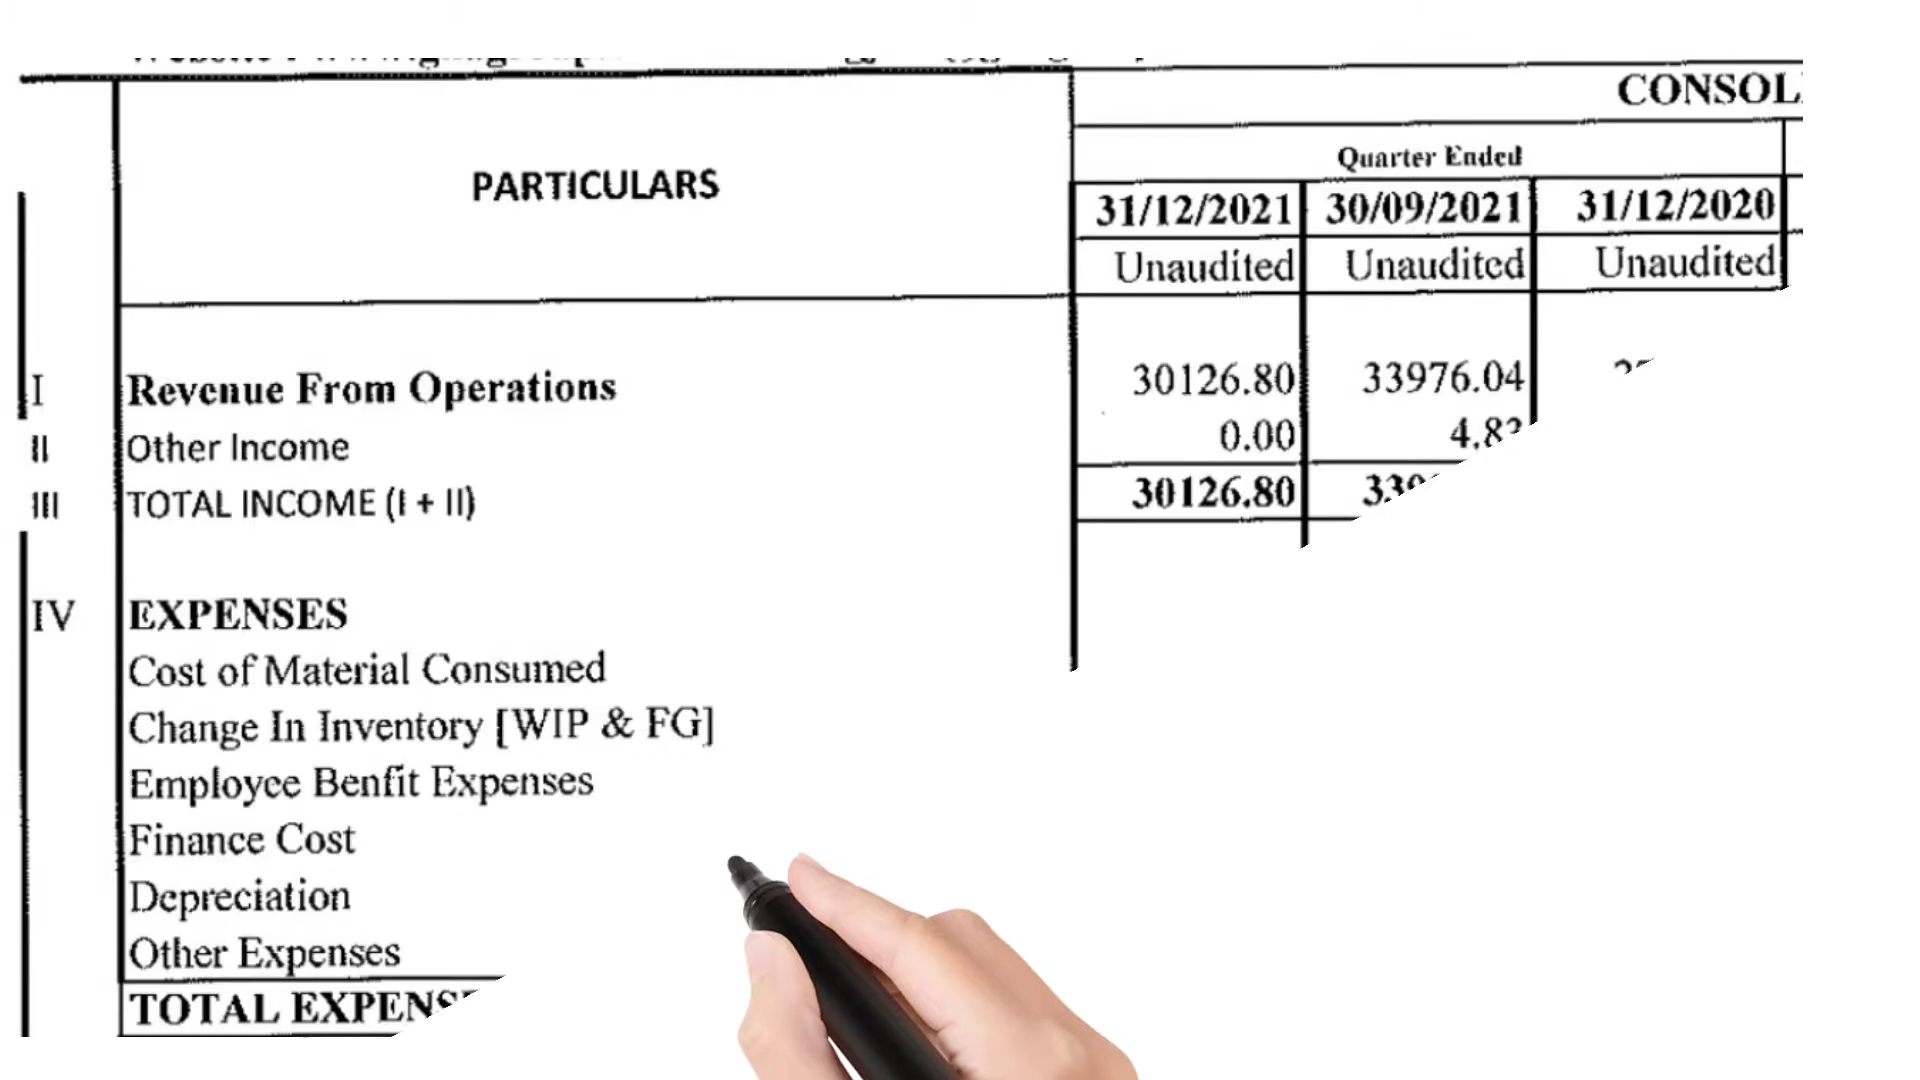 CONSOL
PARTICULARS
Quarter Ended
31/12/2021 30/09/2021 31/12/2020
Unaudited Unaudited Unaudited
I Revenue From Operations 30126.80 33976.04
II Other Income 0.00
III TOTAL INCOME (I + II) 30126.80
IV EXPENSES
Cost of Material Consumed
Change In Inventory [WIP & FG]
Employee Benfit Expenses
Finance Cost
Depreciation
Other Expenses
TOTAL EXPENS